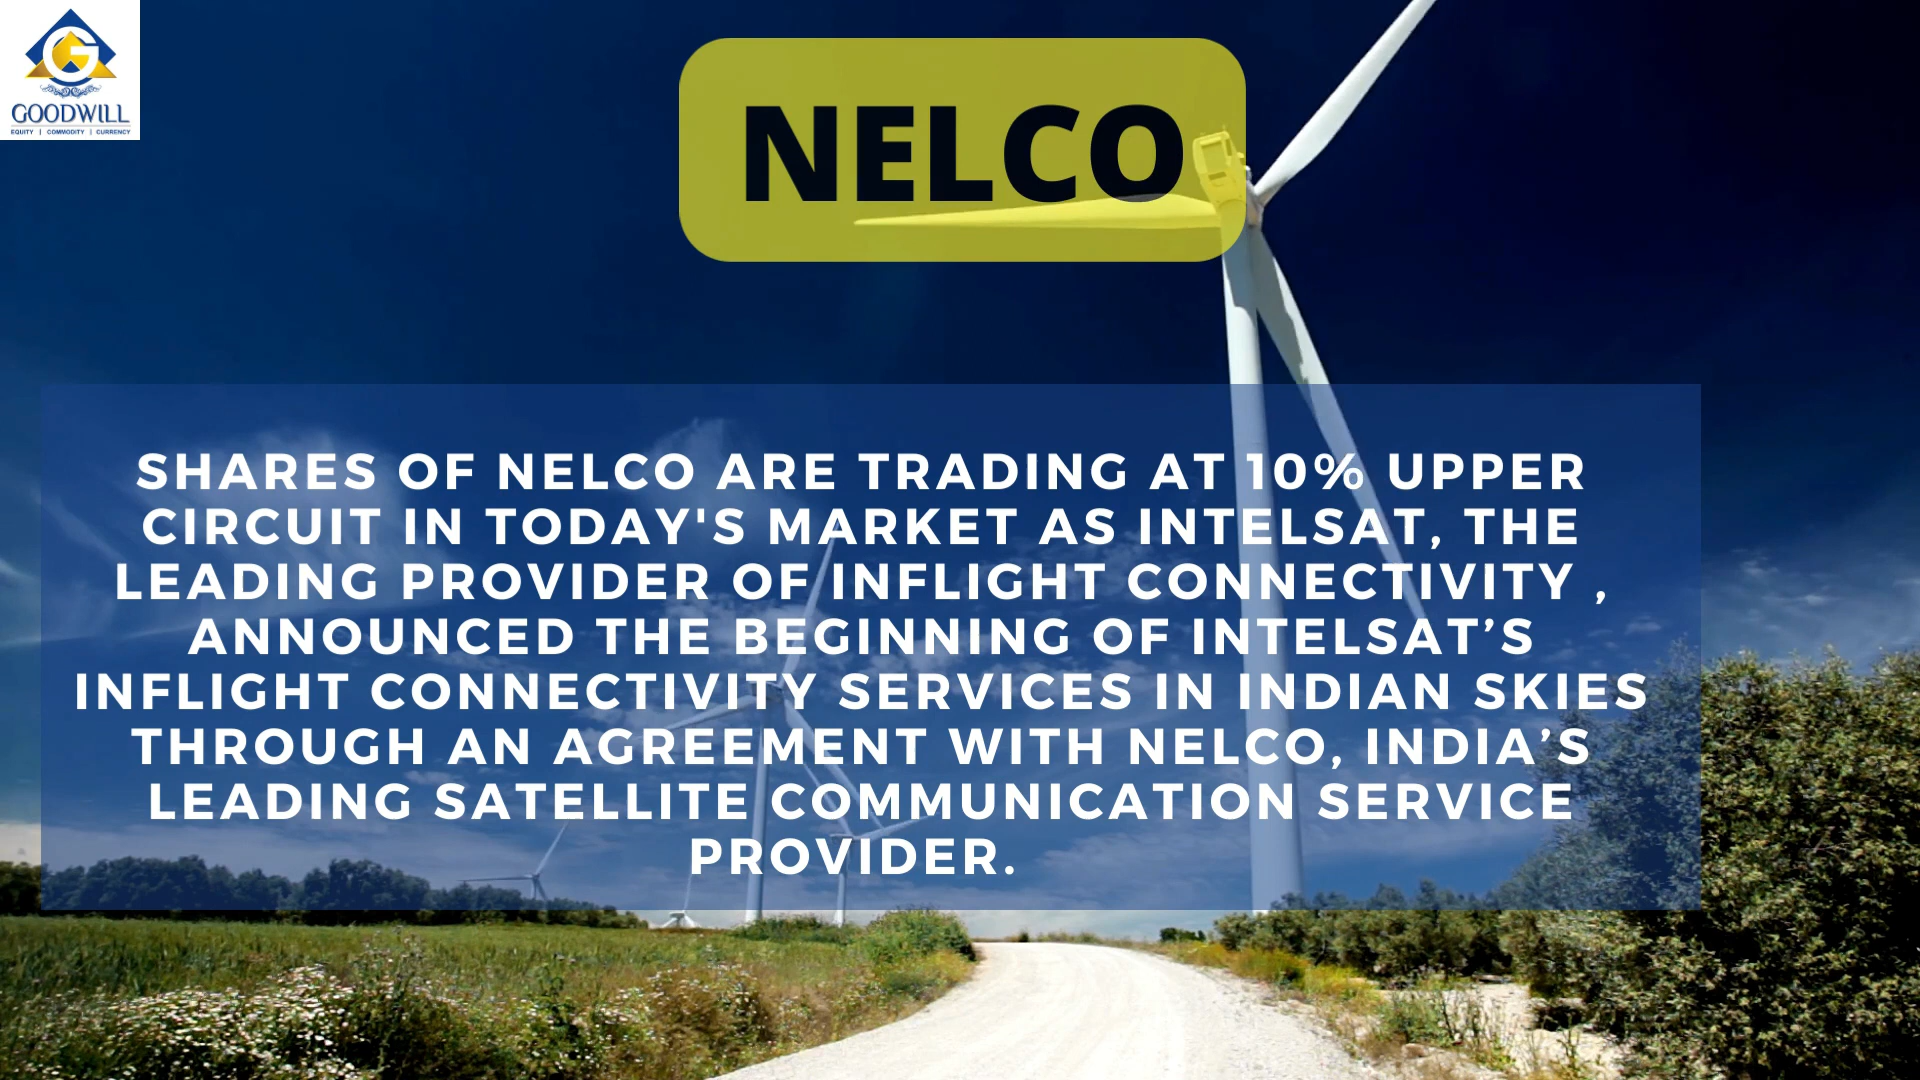 GOODWILL
EQUITY | COMMODITY | CURRENCY
NELCO
SHARES OF NELCO ARE TRADING AT 10% UPPER
CIRCUIT IN TODAY'S MARKET AS INTELSAT, THE
LEADING PROVIDER OF INFLIGHT CONNECTIVITY ,
ANNOUNCED THE BEGINNING OF INTELSAT’S
INFLIGHT CONNECTIVITY SERVICES IN INDIAN SKIES
THROUGH AN AGREEMENT WITH NELCO, INDIA’S
LEADING SATELLITE COMMUNICATION SERVICE
PROVIDER.